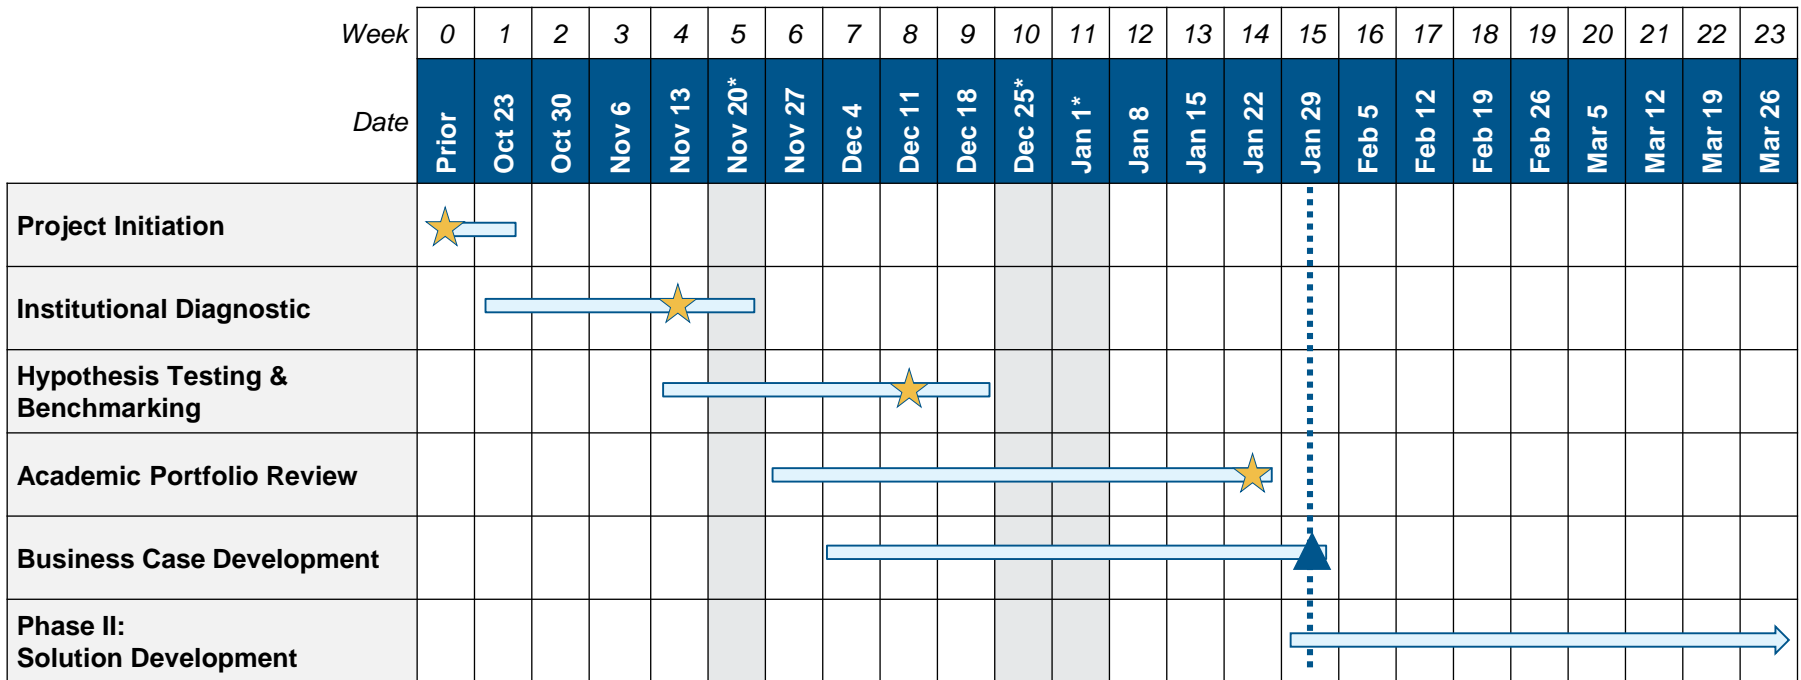 Week 0 1 2 3 4 5 6 7 8 9 10 11 12 13 14 15 16 17 18 19 20 21 22 23
Date Prior Oct 23 Oct 30 Nov 6 Nov 13 Nov 20* Nov 27 Dec 4 Dec 11 Dec 18 Dec 25* Jan 1* Jan 8 Jan 15 Jan 22 Jan 29 Feb 5 Feb 12 Feb 19 Feb 26 Mar 5 Mar 12 Mar 19 Mar 26
Project Initiation
Institutional Diagnostic
Hypothesis Testing &
Benchmarking
Academic Portfolio Review
Business Case Development
Phase II:
Solution Development